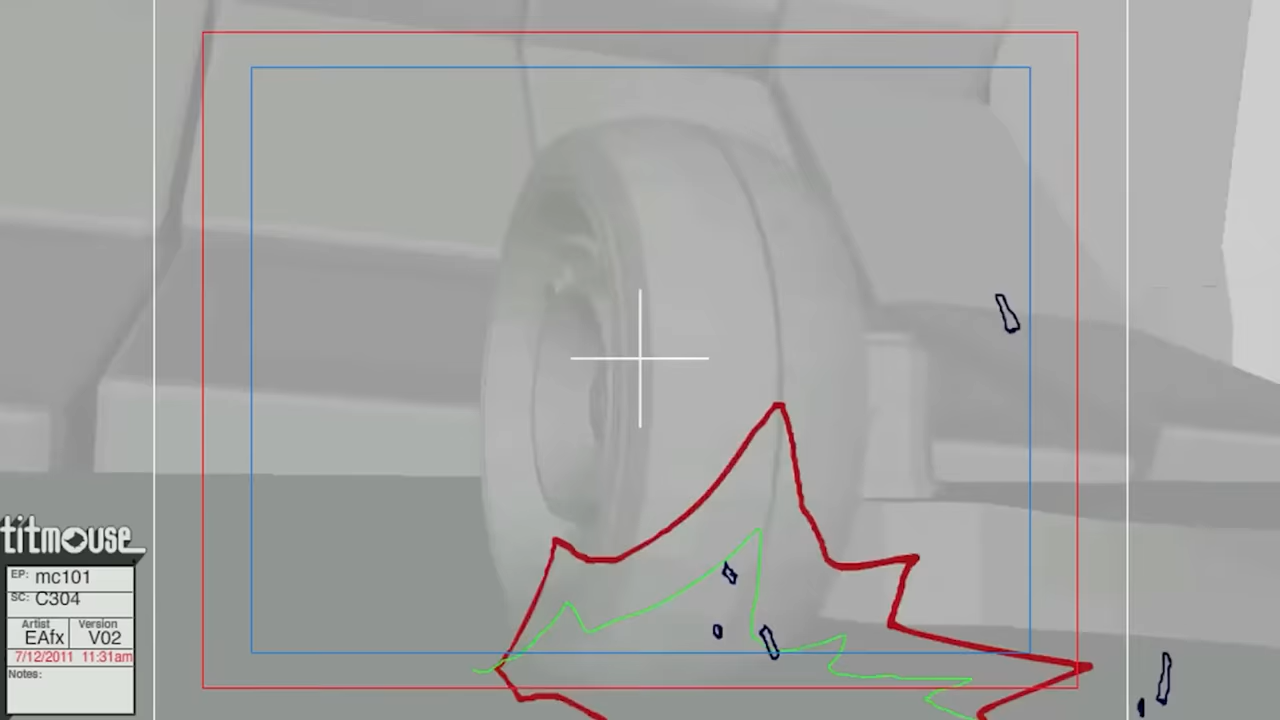 titmouse
EP: mc101
SC: C304
Artist Version
EAfx V02
7/12/2011 11:31am
Notes: